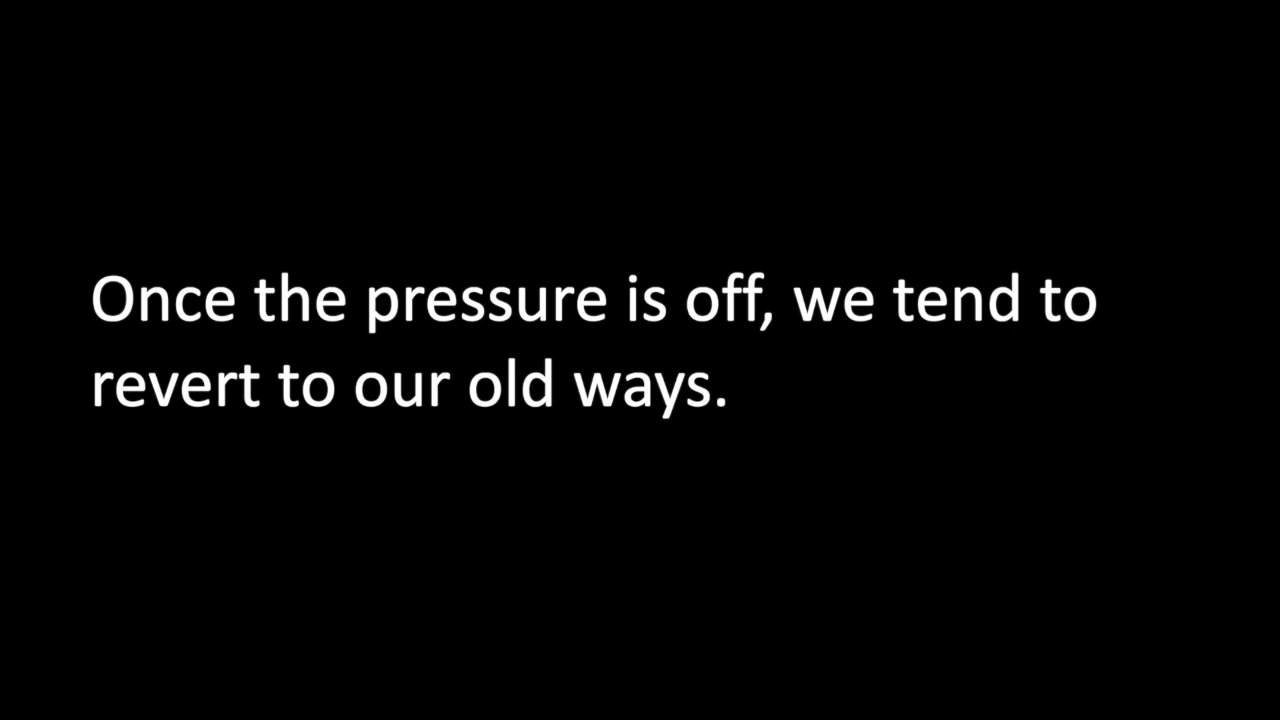 Once the pressure is off, we tend to
revert to our old ways.